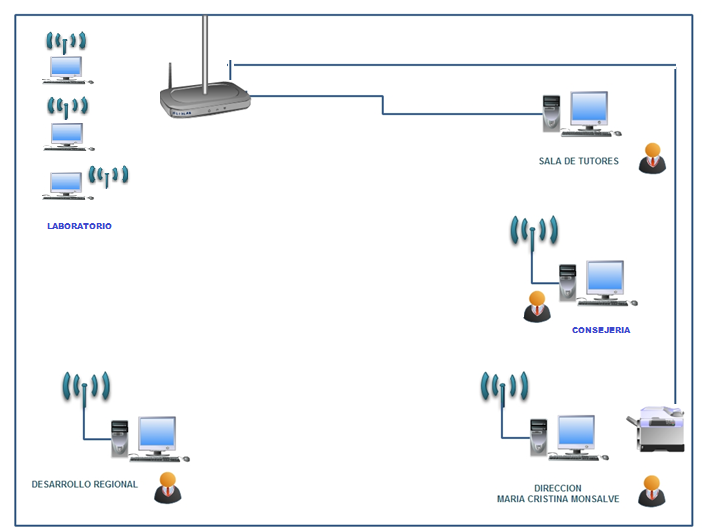 SALA DE TUTORES
LABORATORIO
CONSEJERIA
DESARROLLO REGIONAL
DIRECCION
MARIA CRISTINA MONSALVE